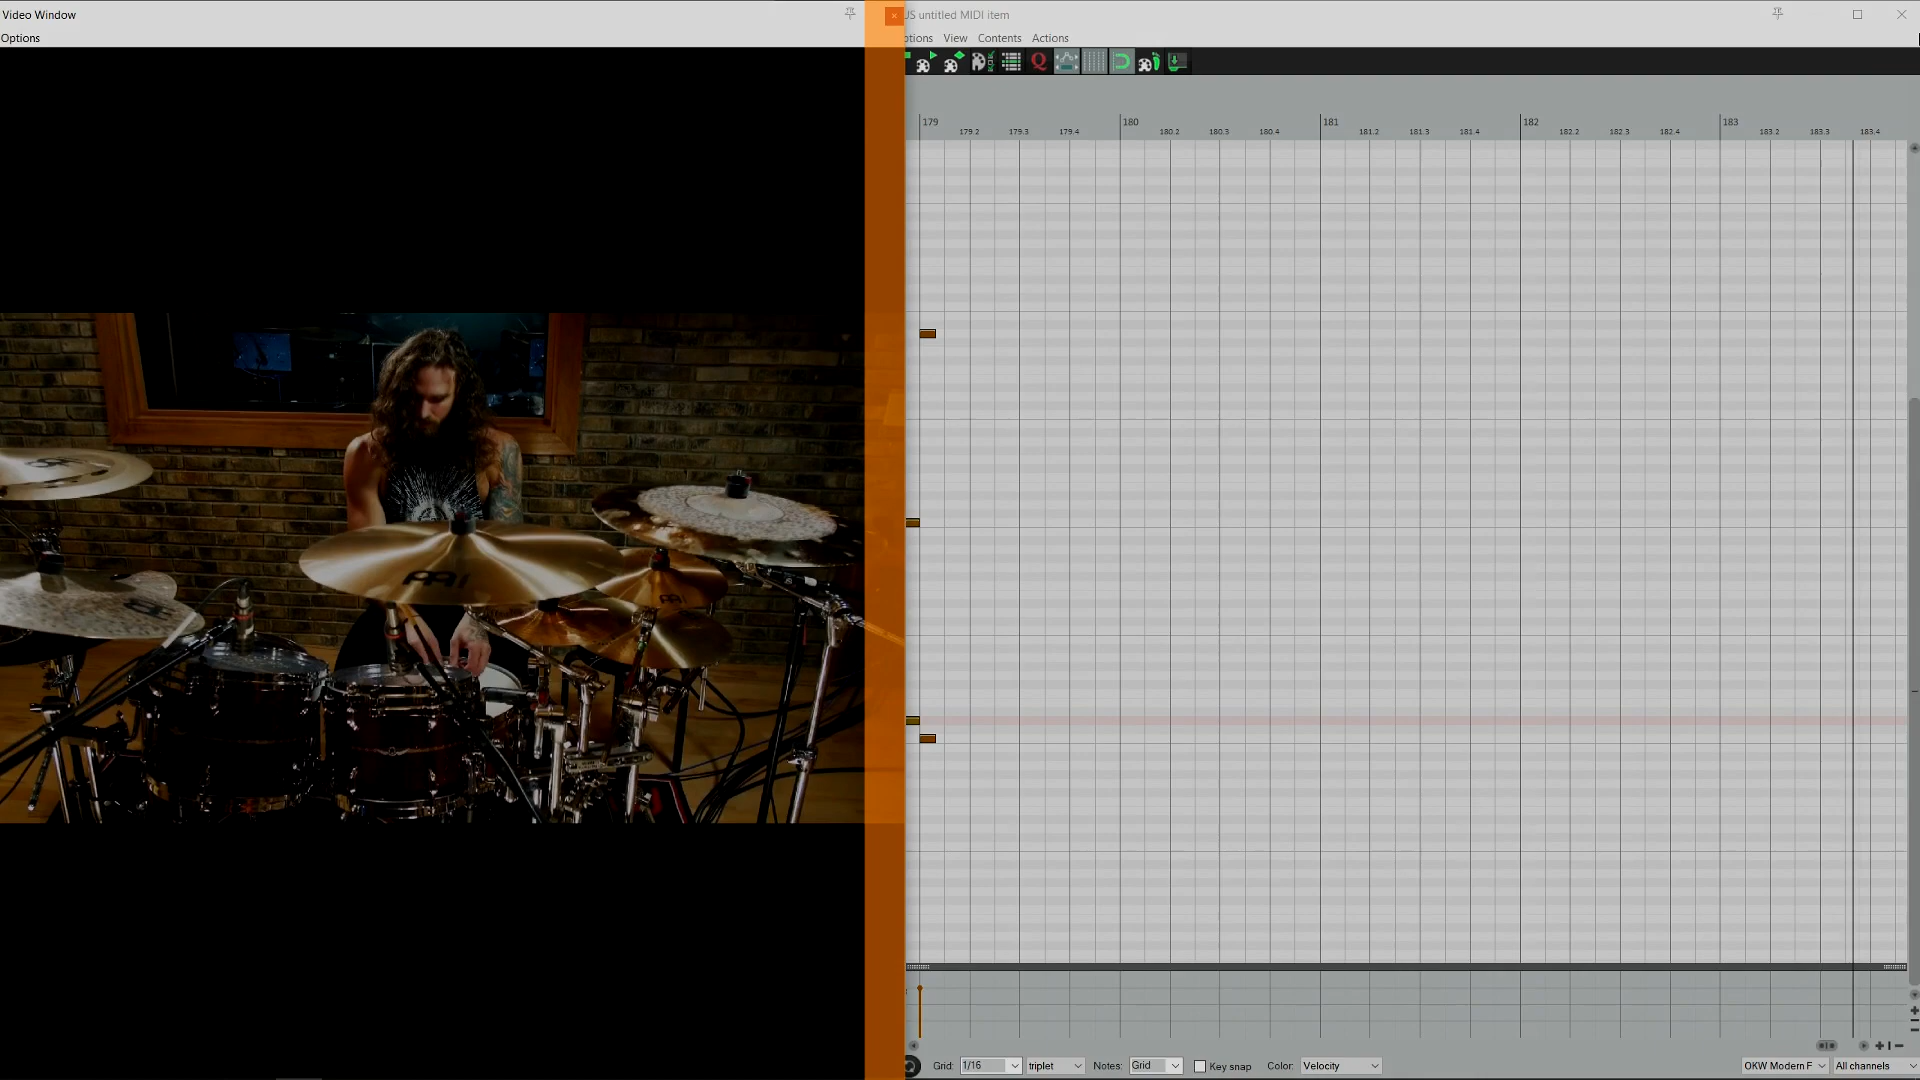 Video Window
Options
JS untitled MIDI item
ptions View Contents Actions
Q
179 180 181 182 183
179.2 179.3 179.4 180.2 180.3 180.4 181.2 181.3 181.4 182.2 182.3 182.4 183.2 183.3 183.4
Grid: 1/16 triplet Notes: Grid Key snap Color: Velocity OKW Modern F All channels